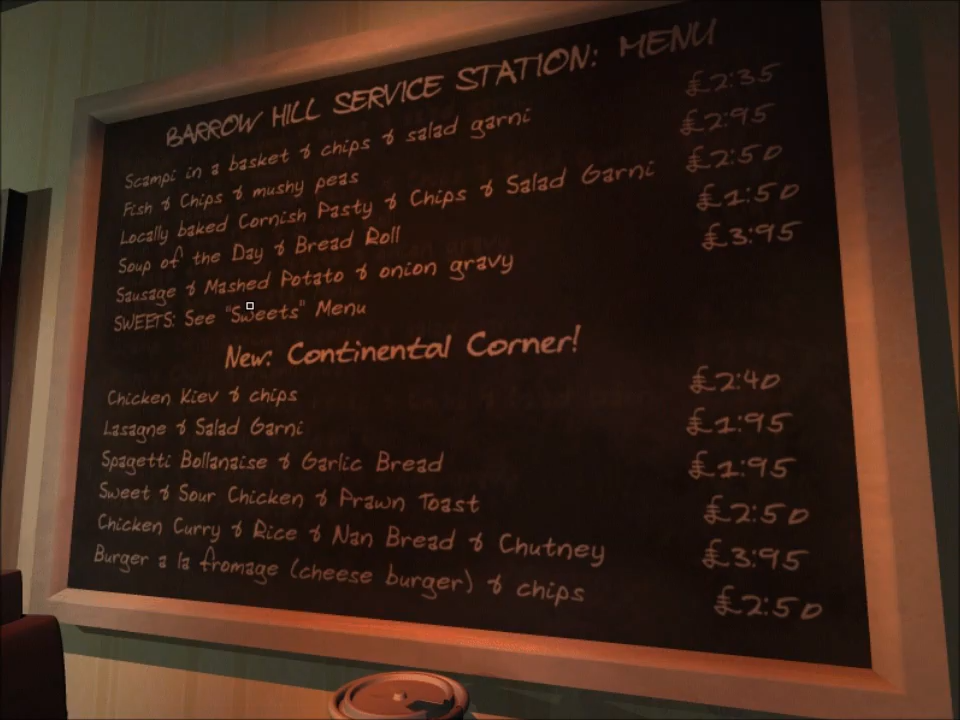 BARROW HILL SERVICE STATION: MENU
Scampi in a basket & chips & salad garni £2:35
Fish & Chips & mushy peas £2:95
Locally baked Cornish Pasty & Chips & Salad Garni £2:50
Soup of the Day & Bread Roll £1:50
Sausage & Mashed Potato & onion gravy £3:95
SWEETS: See "Sweets" Menu
New: Continental Corner!
Chicken Kiev & chips £2:40
Lasagne & Salad Garni £1:95
Spagetti Bollanaise & Garlic Bread £1:95
Sweet & Sour Chicken & Prawn Toast £2:50
Chicken Curry & Rice & Nan Bread & Chutney £3:95
Burger a la fromage (cheese burger) & chips £2:50